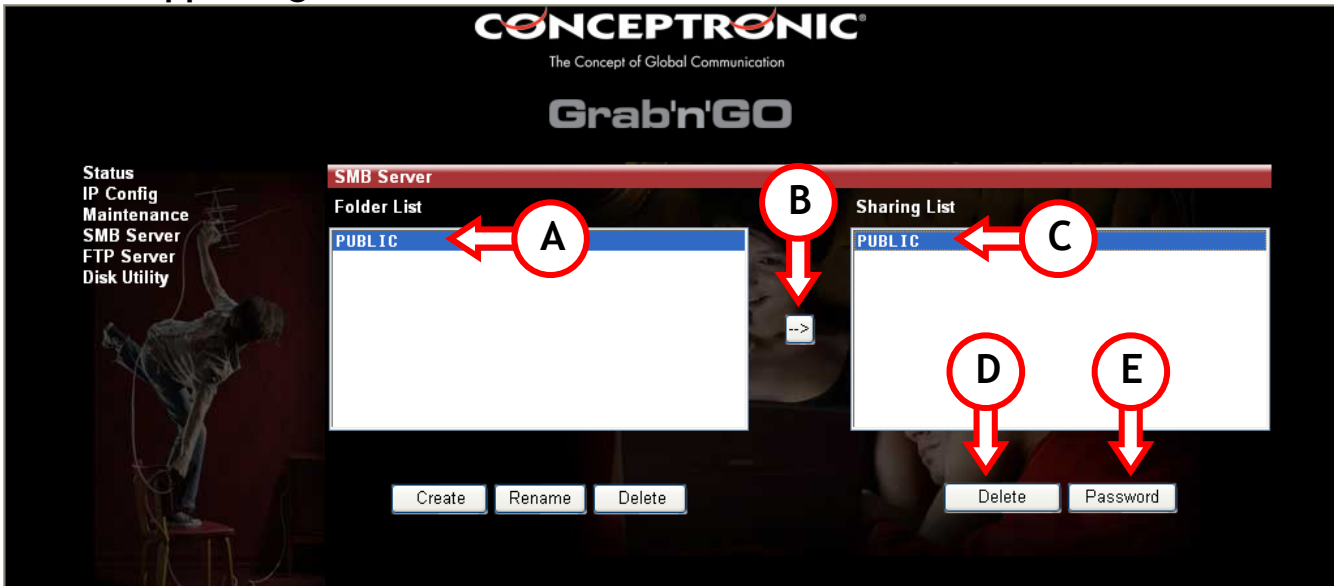 CONCEPTRONIC®
The Concept of Global Communication
Grab'n'GO
Status
IP Config
Maintenance
SMB Server
FTP Server
Disk Utility
SMB Server
Folder List
B
Sharing List
PUBLIC
A
PUBLIC
C
-->
D
E
Create Rename Delete
Delete Password